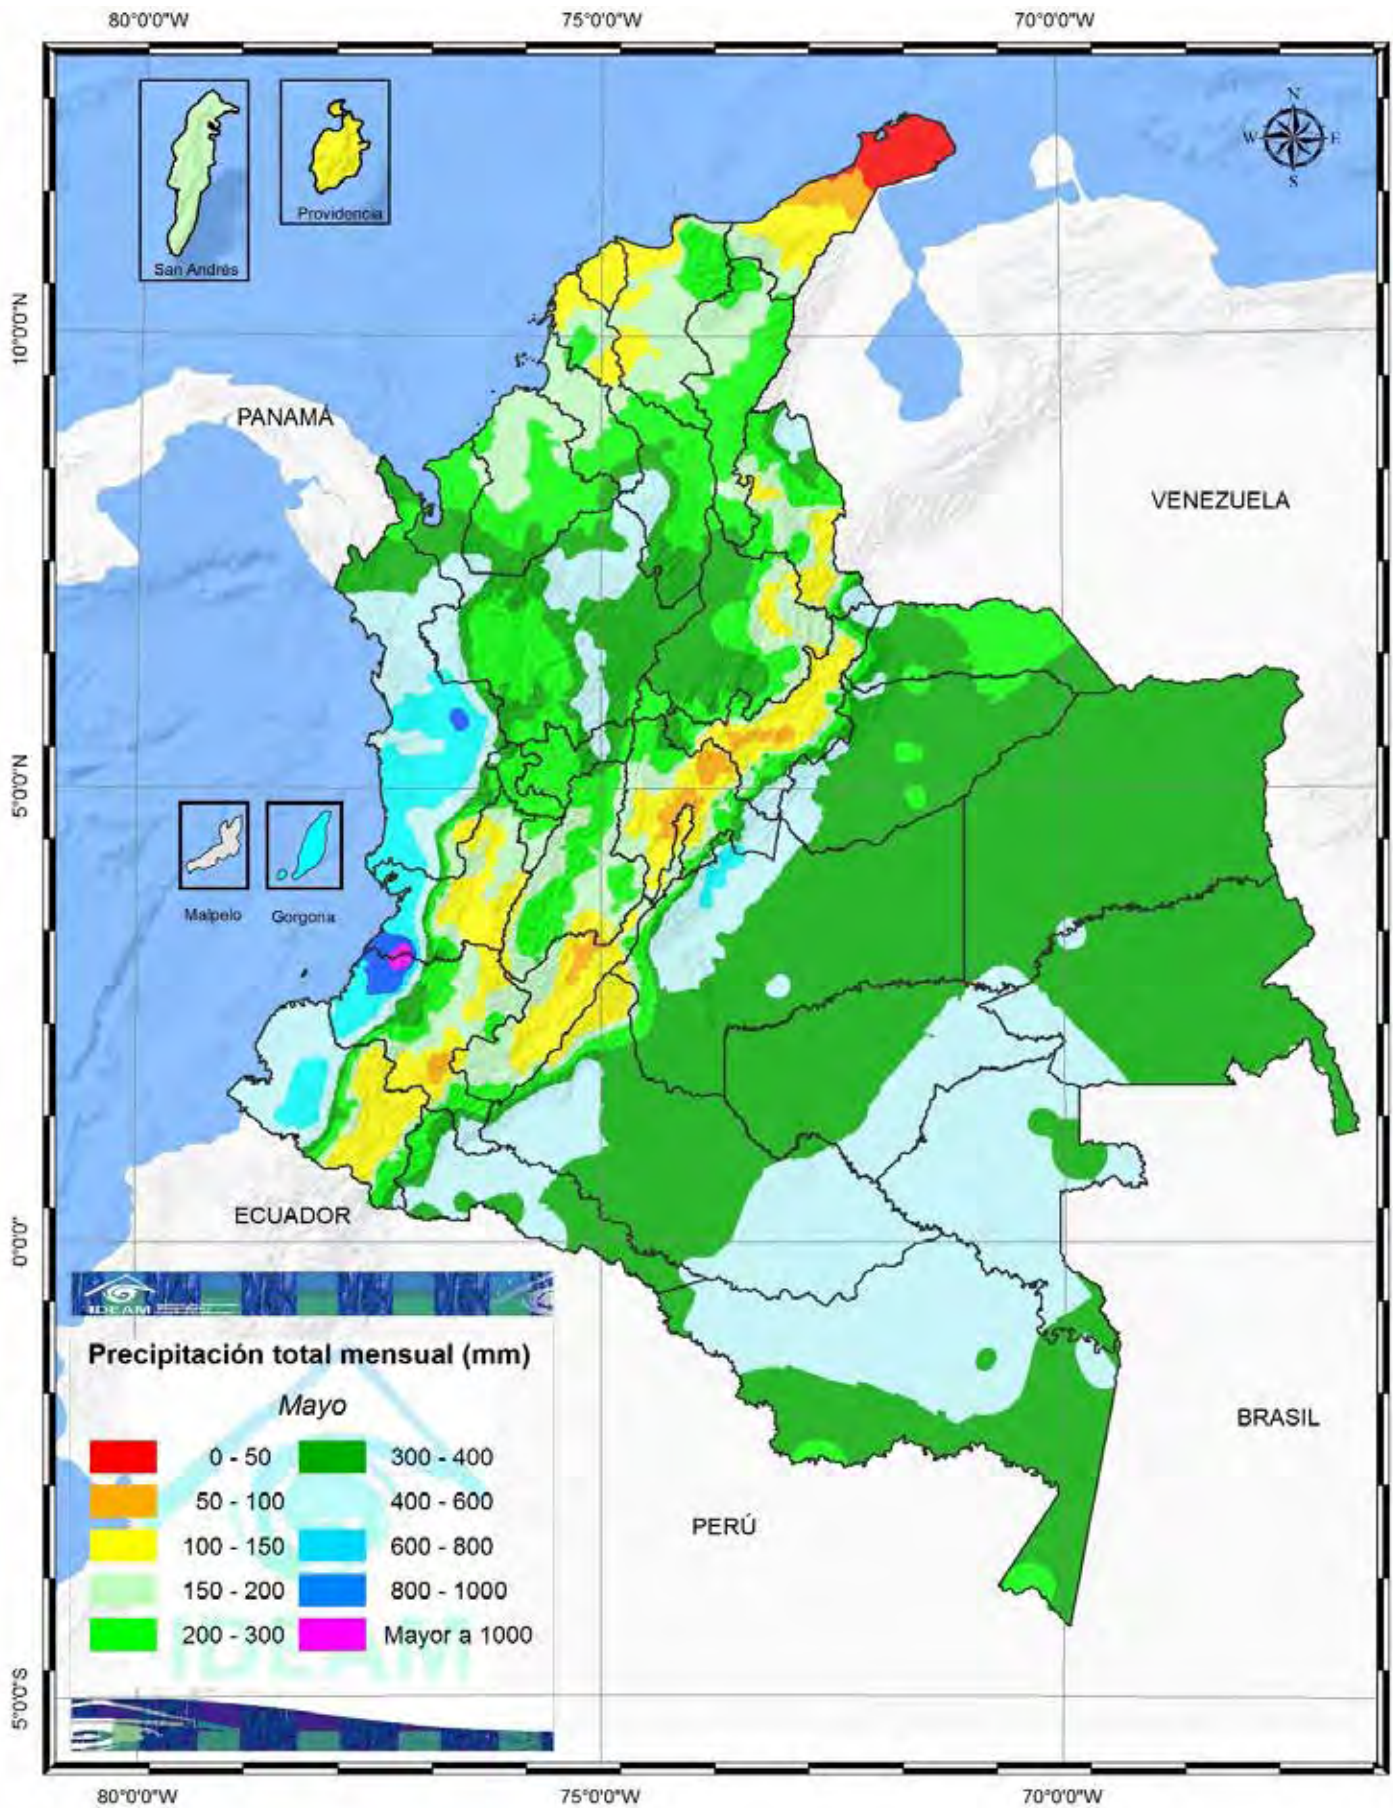 80°0'0"W 75°0'0"W 70°0'0"W
N
W E
S
San Andrés
Providencia
10°0'0"N
PANAMÁ
VENEZUELA
5°0'0"N
Malpelo
Gorgona
ECUADOR
0°0'0"
IDEAM
Precipitación total mensual (mm)
Mayo
0 - 50
50 - 100
100 - 150
150 - 200
200 - 300
300 - 400
400 - 600
600 - 800
800 - 1000
Mayor a 1000
IDEAM
BRASIL
PERÚ
5°0'0"S
80°0'0"W 75°0'0"W 70°0'0"W